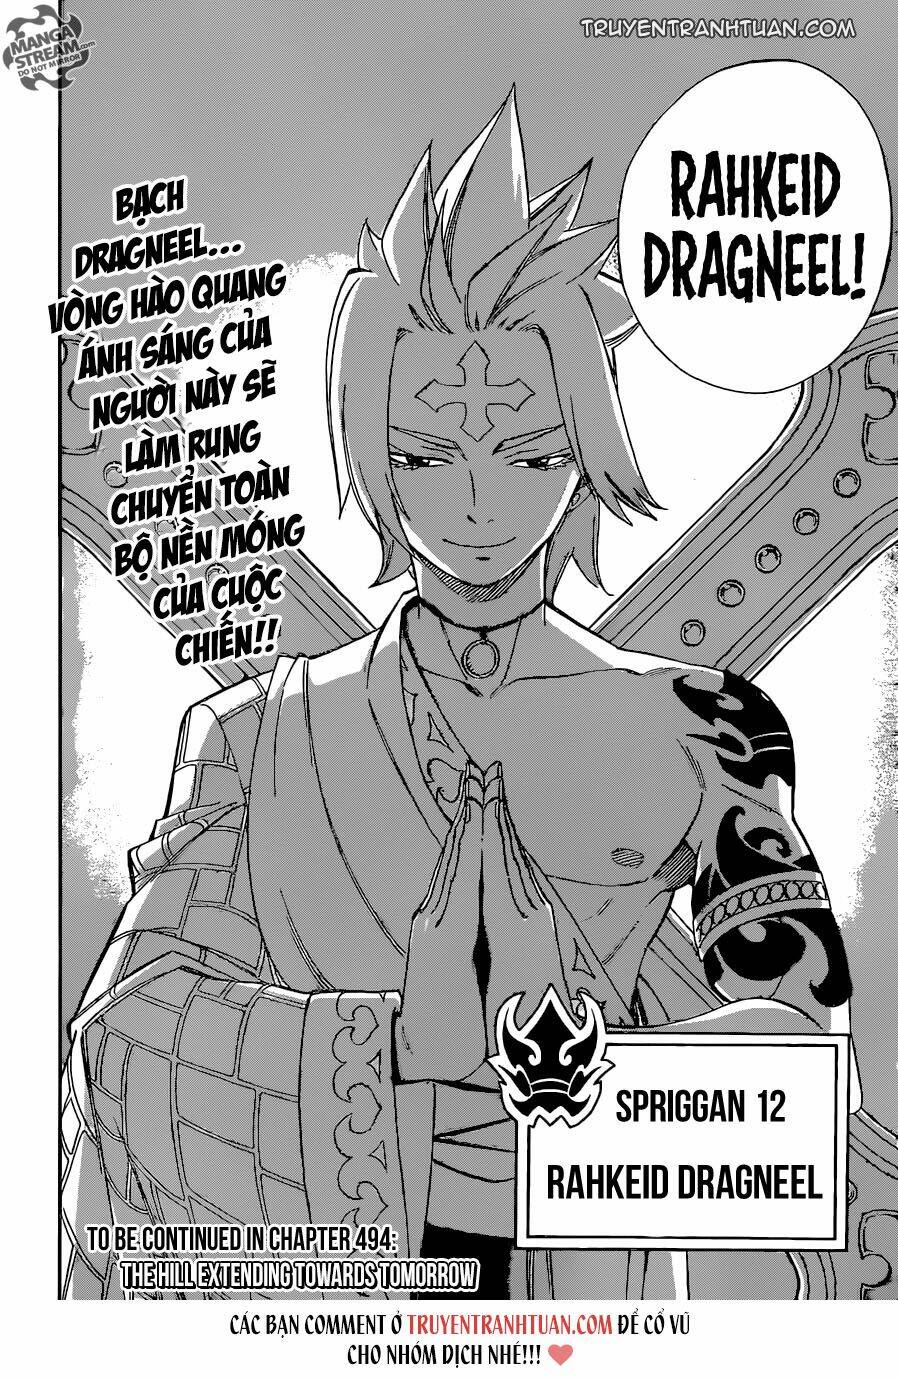 MANGA
STREAM
DO NOT MIRROR
TRUYENTRANHTUAN.COM
RAHKEID
DRAGNEEL!
BẠCH
DRAGNEEL...
VÒNG HÀO QUANG
ÁNH SÁNG CỦA
NGƯỜI NÀY SẼ
LÀM RUNG
CHUYỂN TOÀN
BỘ NỀN MÓNG
CỦA CUỘC
CHIẾN!!
SPRIGGAN 12
RAHKEID DRAGNEEL
TO BE CONTINUED IN CHAPTER 494:
THE HILL EXTENDING TOWARDS TOMORROW
CÁC BẠN COMMENT Ở TRUYENTRANHTUAN.COM ĐỂ CỔ VŨ
CHO NHÓM DỊCH NHÉ!!! ❤